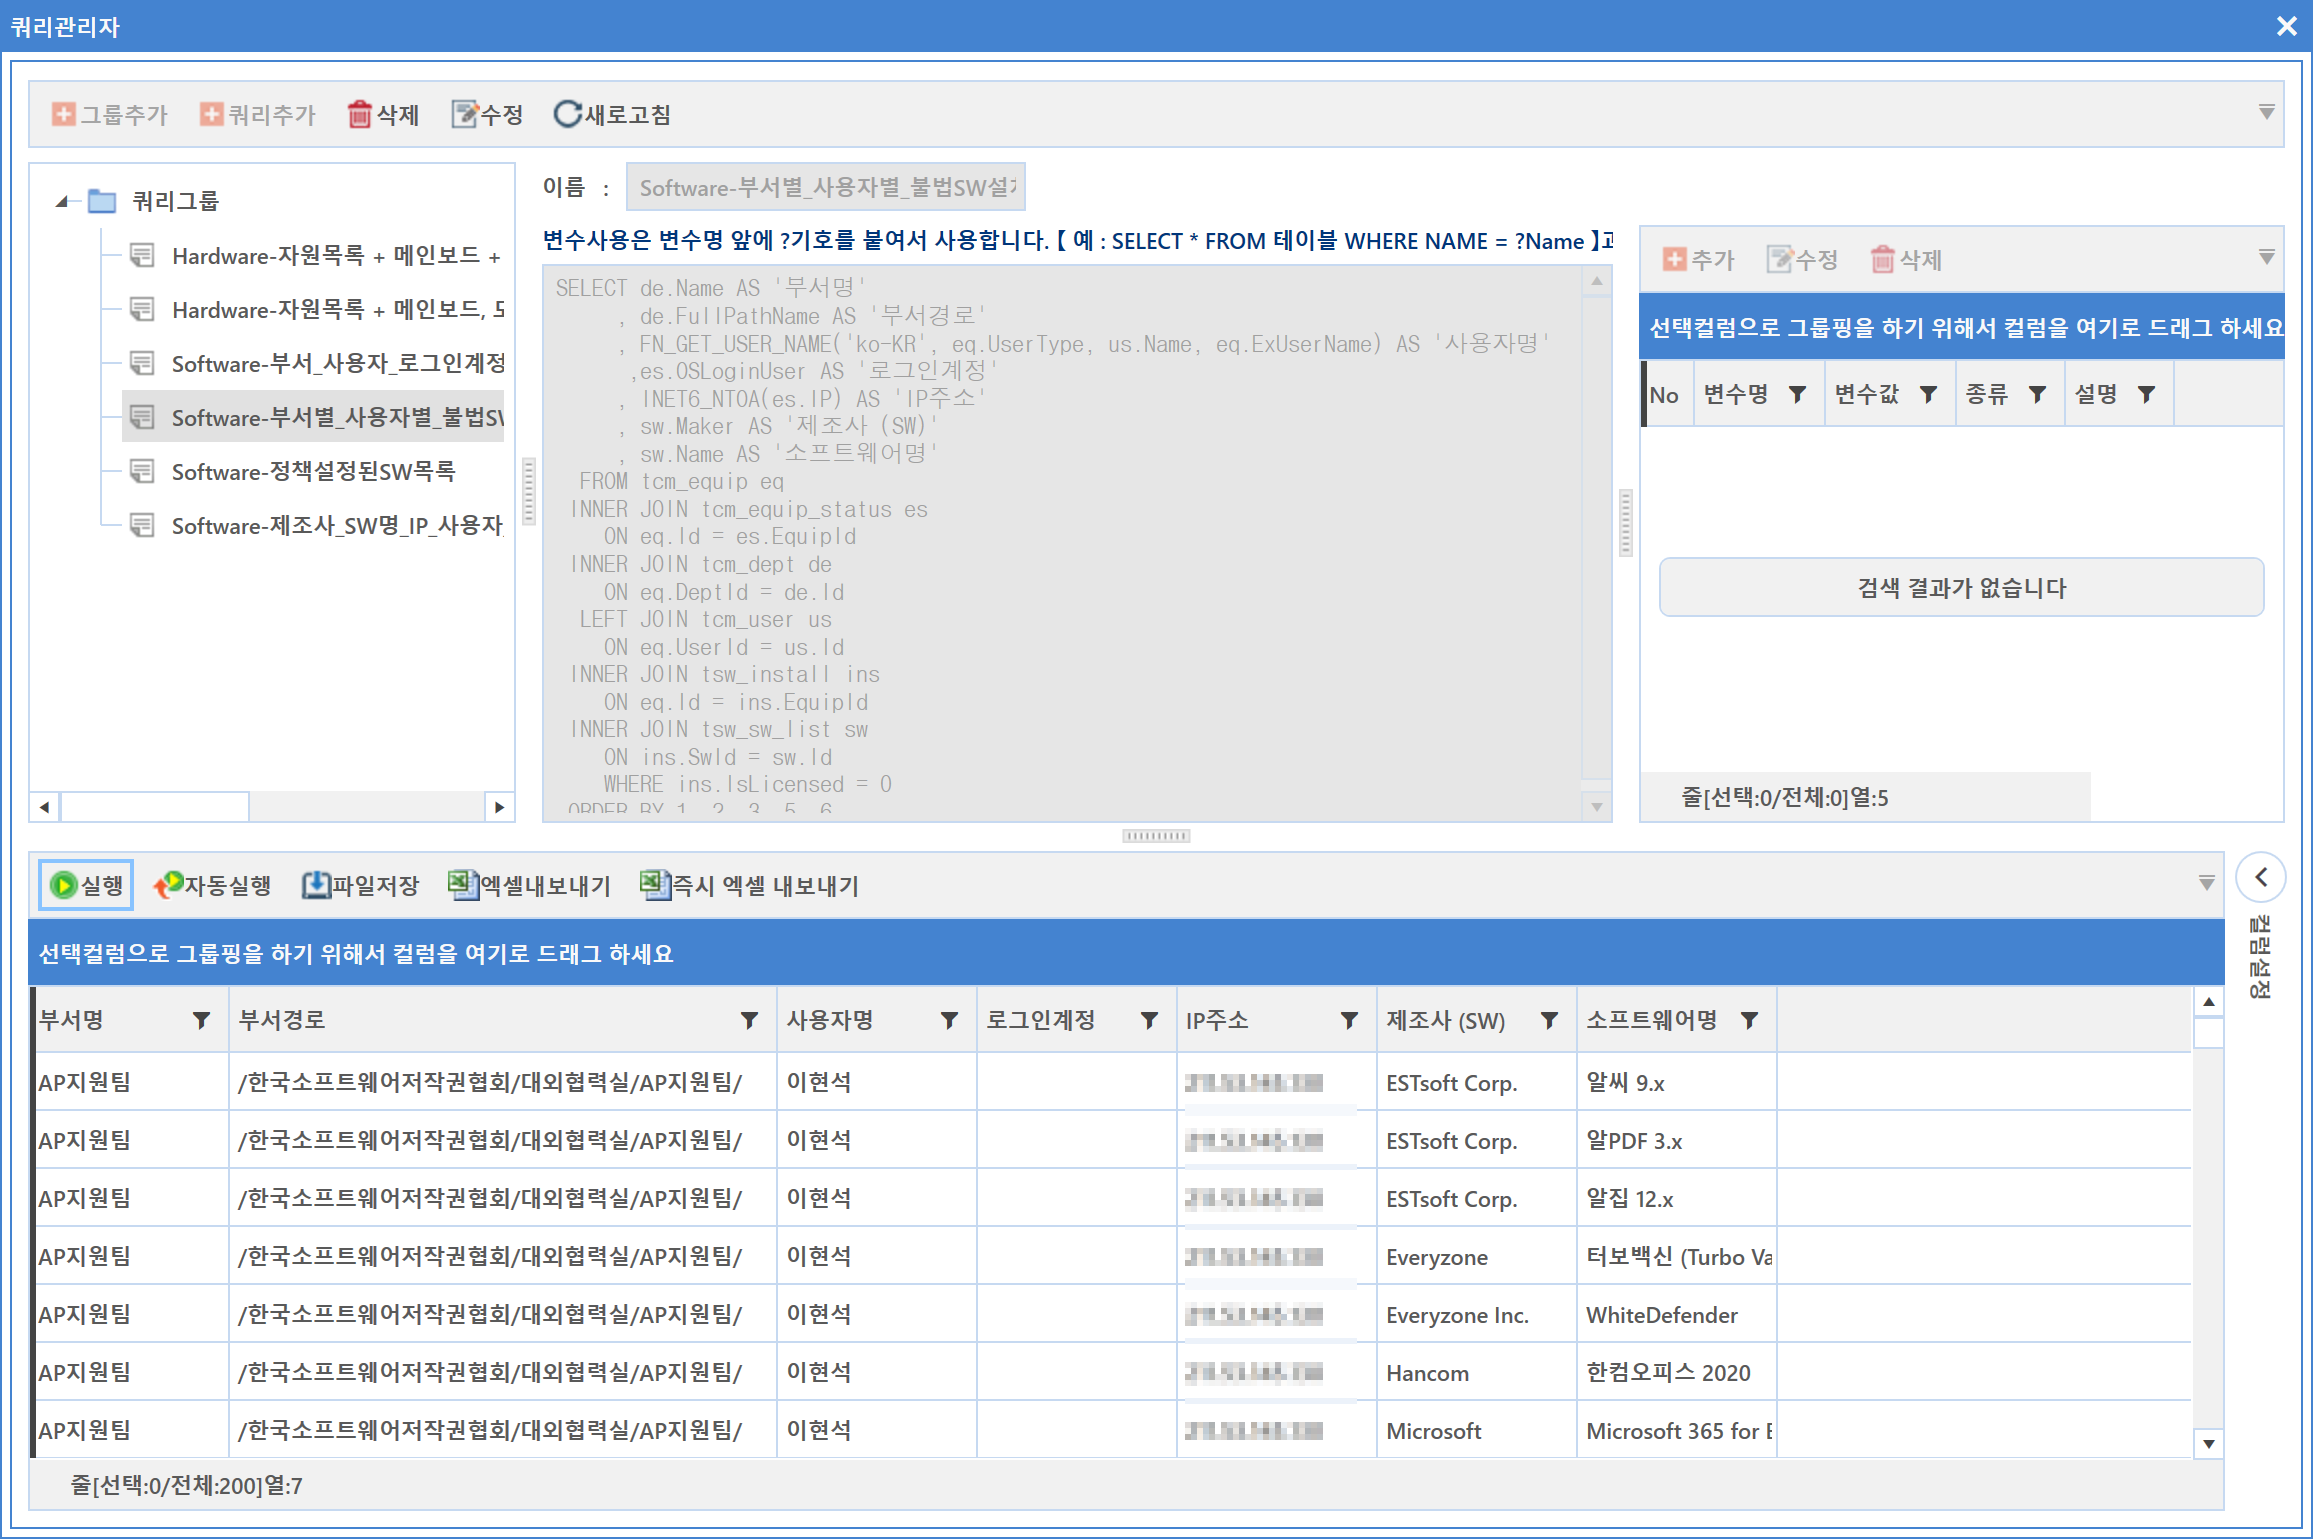 쿼리관리자
그룹추가 쿼리추가 삭제 수정 새로고침
쿼리그룹
Hardware-자원목록 + 메인보드 +
Hardware-자원목록 + 메인보드,
Software-부서_사용자_로그인계정
Software-부서별_사용자별_불법SW
Software-정책설정된SW목록
Software-제조사_SW명_IP_사용자_
이름 : Software-부서별_사용자별_불법SW설치
변수사용은 변수명 앞에 ?기호를 붙여서 사용합니다.【 예 : SELECT * FROM 테이블 WHERE NAME = ?Name 】
SELECT de.Name AS '부서명'
, de.FullPathName AS '부서경로'
, FN_GET_USER_NAME('ko-KR', eq.UserType, us.Name, eq.ExUserName) AS '사용자명'
,es.OSLoginUser AS '로그인계정'
, INET6_NTOA(es.IP) AS 'IP주소'
, sw.Maker AS '제조사 (SW)'
, sw.Name AS '소프트웨어명'
FROM tcm_equip eq
INNER JOIN tcm_equip_status es
ON eq.Id = es.EquipId
INNER JOIN tcm_dept de
ON eq.DeptId = de.Id
LEFT JOIN tcm_user us
ON eq.UserId = us.Id
INNER JOIN tsw_install ins
ON eq.Id = ins.EquipId
INNER JOIN tsw_sw_list sw
ON ins.SwId = sw.Id
WHERE ins.IsLicensed = 0
ORDER BY 1, 2, 3, 5, 6
추가 수정 삭제
선택컬럼으로 그룹핑을 하기 위해서 컬럼을 여기로 드래그 하세요
No 변수명 변수값 종류 설명
검색 결과가 없습니다
줄[선택:0/전체:0]열:5
실행 자동실행 파일저장 엑셀내보내기 즉시 엑셀 내보내기
컬럼설정
선택컬럼으로 그룹핑을 하기 위해서 컬럼을 여기로 드래그 하세요
부서명 부서경로 사용자명 로그인계정 IP주소 제조사 (SW) 소프트웨어명
AP지원팀 /한국소프트웨어저작권협회/대외협력실/AP지원팀/ 이현석 ESTsoft Corp. 알씨 9.x
AP지원팀 /한국소프트웨어저작권협회/대외협력실/AP지원팀/ 이현석 ESTsoft Corp. 알PDF 3.x
AP지원팀 /한국소프트웨어저작권협회/대외협력실/AP지원팀/ 이현석 ESTsoft Corp. 알집 12.x
AP지원팀 /한국소프트웨어저작권협회/대외협력실/AP지원팀/ 이현석 Everyzone 터보백신 (Turbo Va
AP지원팀 /한국소프트웨어저작권협회/대외협력실/AP지원팀/ 이현석 Everyzone Inc. WhiteDefender
AP지원팀 /한국소프트웨어저작권협회/대외협력실/AP지원팀/ 이현석 Hancom 한컴오피스 2020
AP지원팀 /한국소프트웨어저작권협회/대외협력실/AP지원팀/ 이현석 Microsoft Microsoft 365 for
줄[선택:0/전체:200]열:7